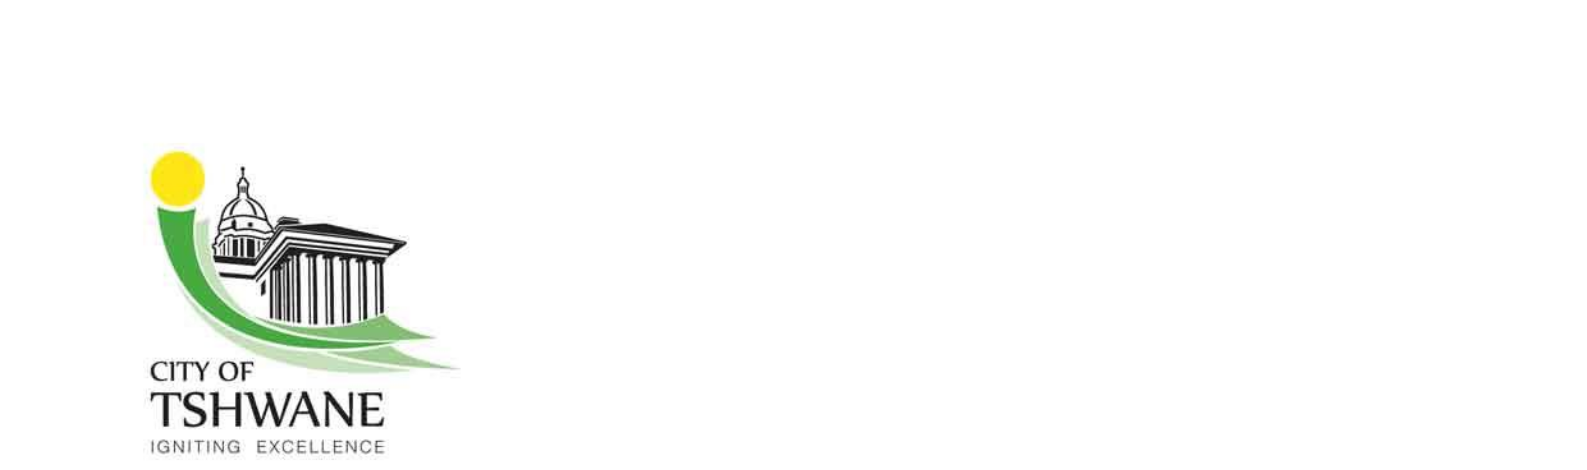 CITY OF
TSHWANE
IGNITING EXCELLENCE